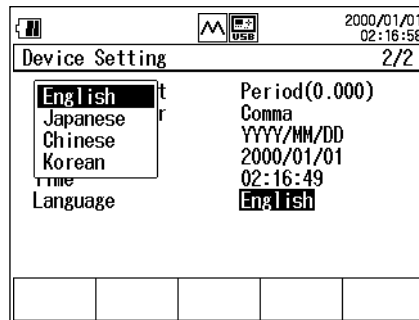 2000/01/01
USB
02:16:58
Device Setting 2/2
English
Japanese
Chinese
Korean
t Period(0.000)
r Comma
YYYY/MM/DD
2000/01/01
Time 02:16:49
Language English